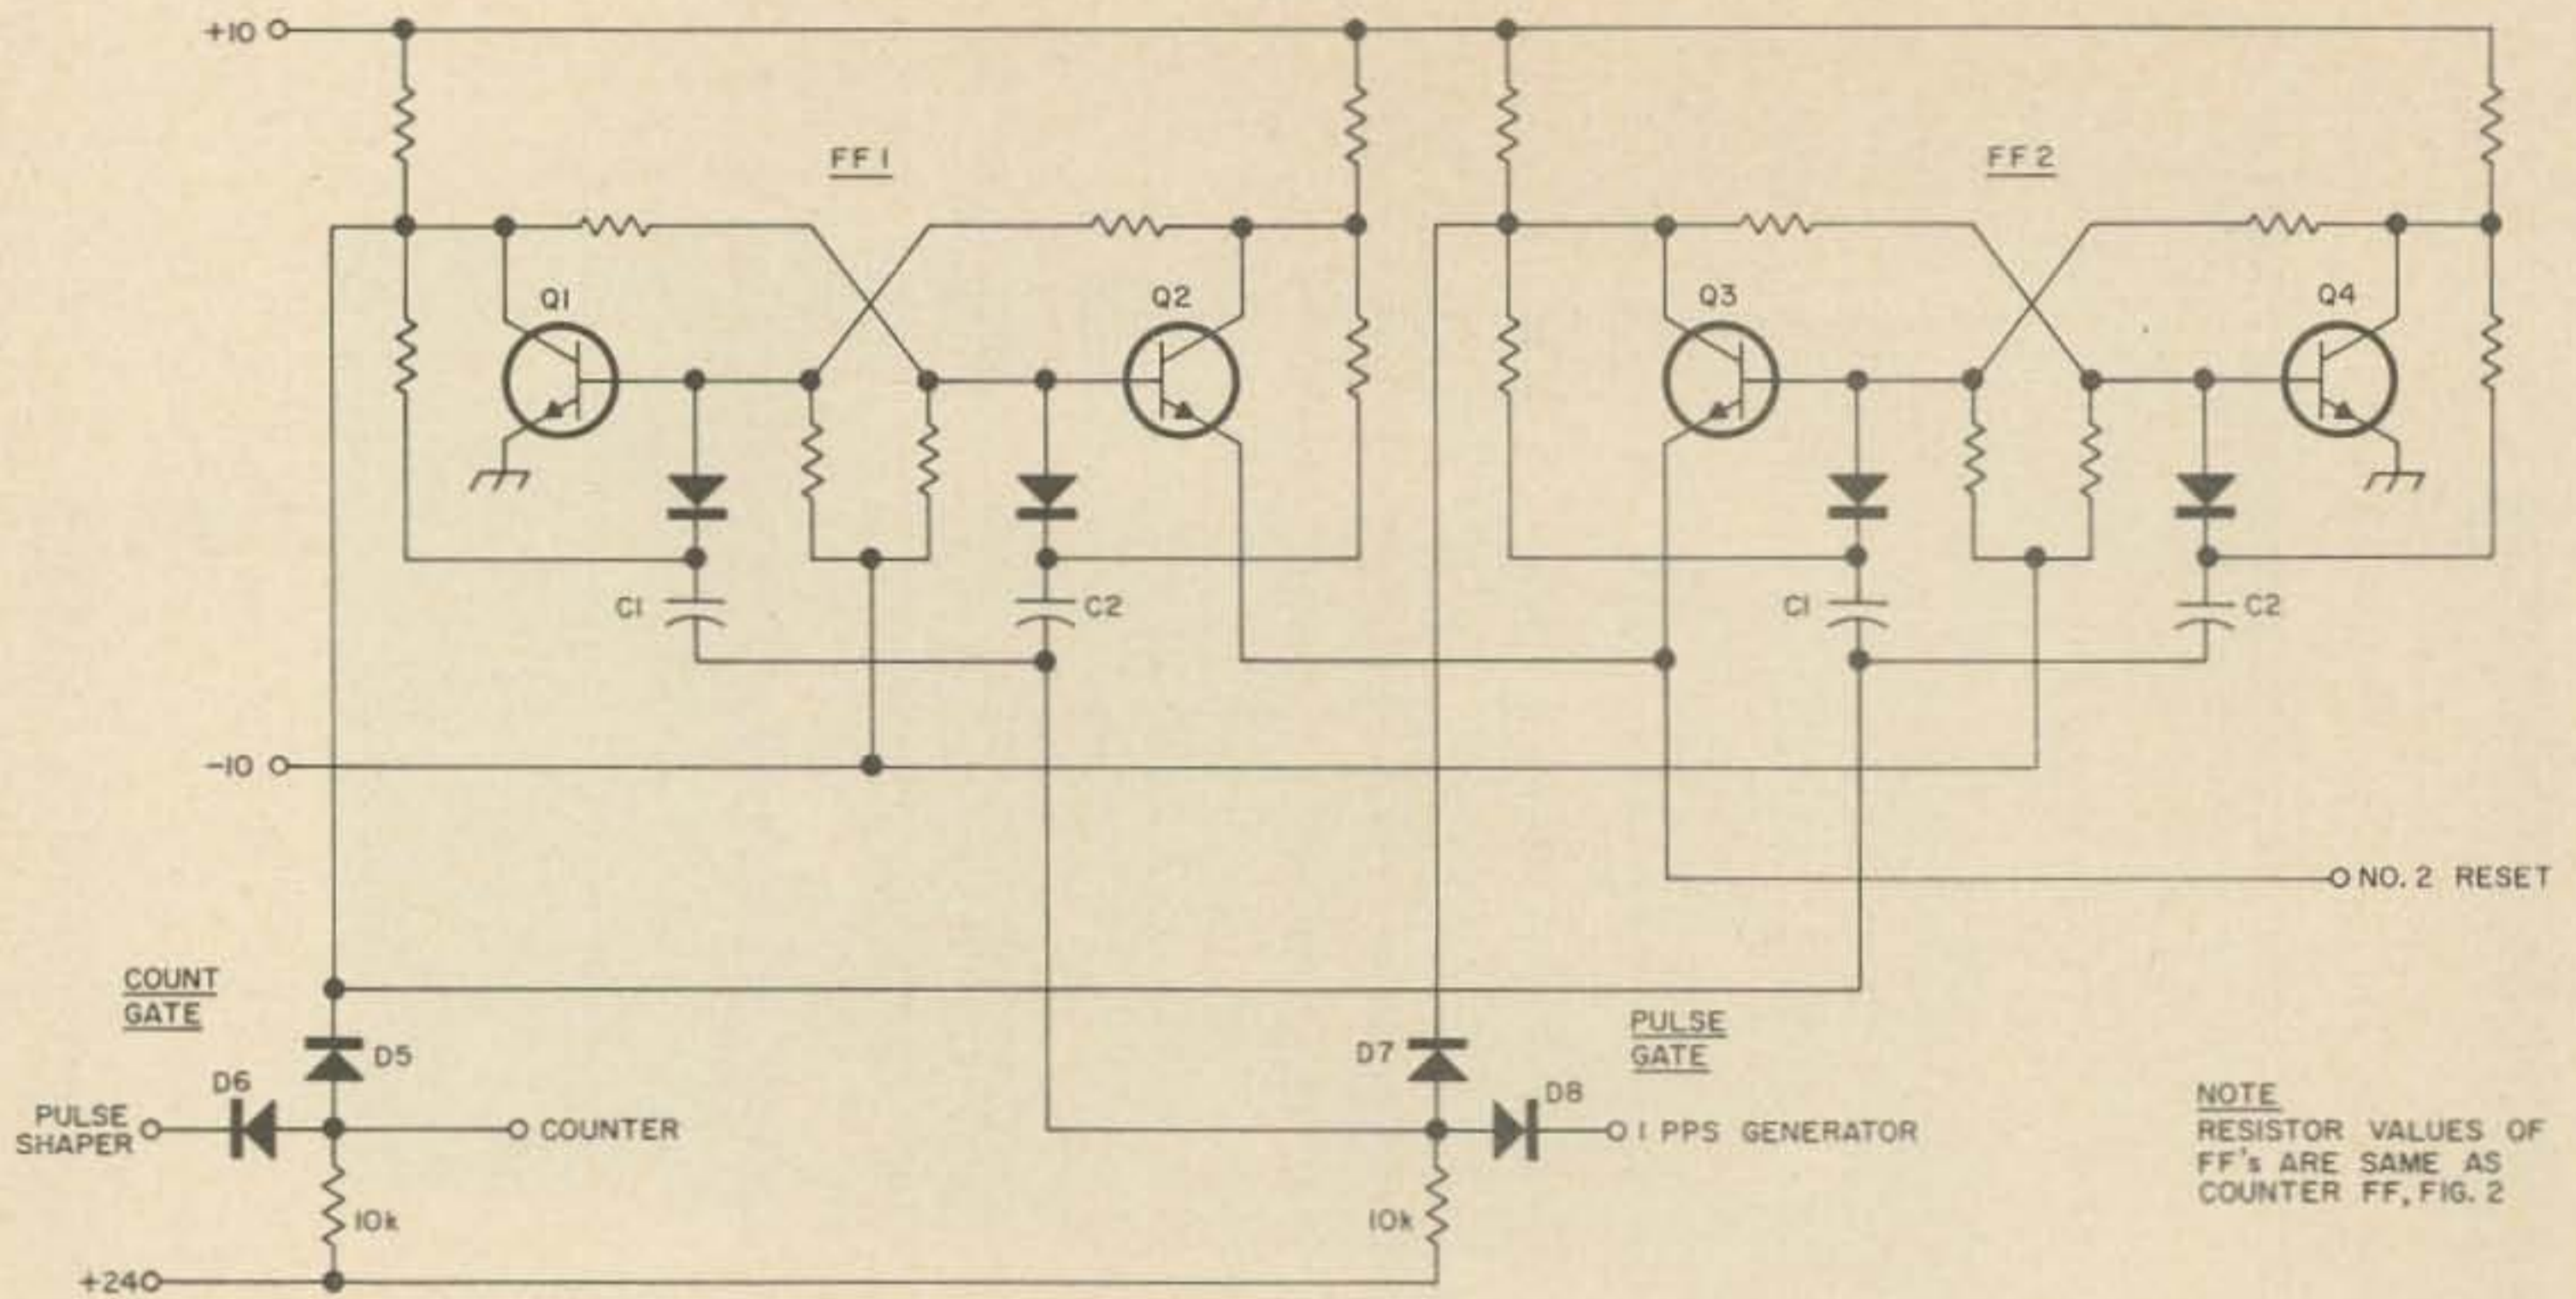 +10
FF1
FF2
Q1
Q2
Q3
Q4
C1
C2
C1
C2
-10
NO. 2 RESET
COUNT
GATE
D5
D6
PULSE
SHAPER
COUNTER
10k
+24
PULSE
GATE
D7
D8
1 PPS GENERATOR
10k
NOTE
RESISTOR VALUES OF
FF's ARE SAME AS
COUNTER FF, FIG. 2